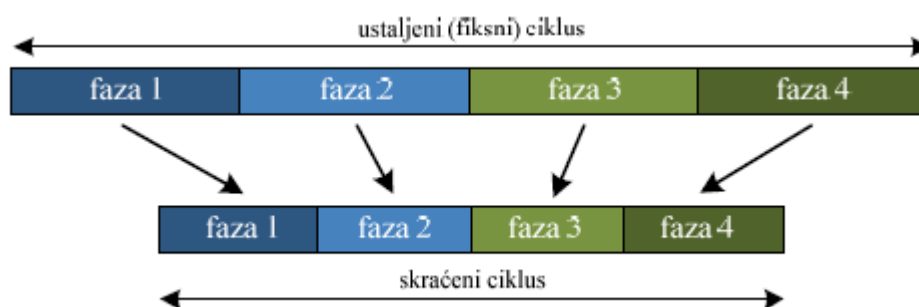 ustaljeni (fiksni) ciklus
faza 1 faza 2 faza 3 faza 4
faza 1 faza 2 faza 3 faza 4
skraćeni ciklus